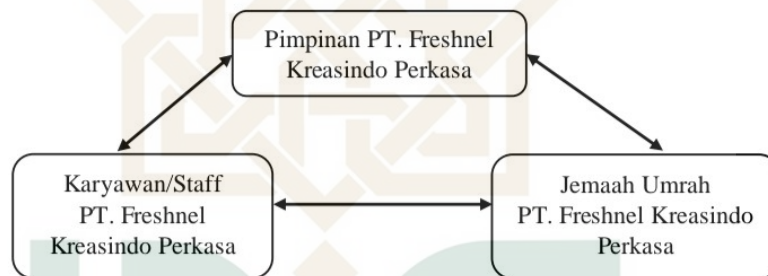 Pimpinan PT. Freshnel
Kreasindo Perkasa
Karyawan/Staff
PT. Freshnel
Kreasindo Perkasa
Jemaah Umrah
PT. Freshnel Kreasindo
Perkasa